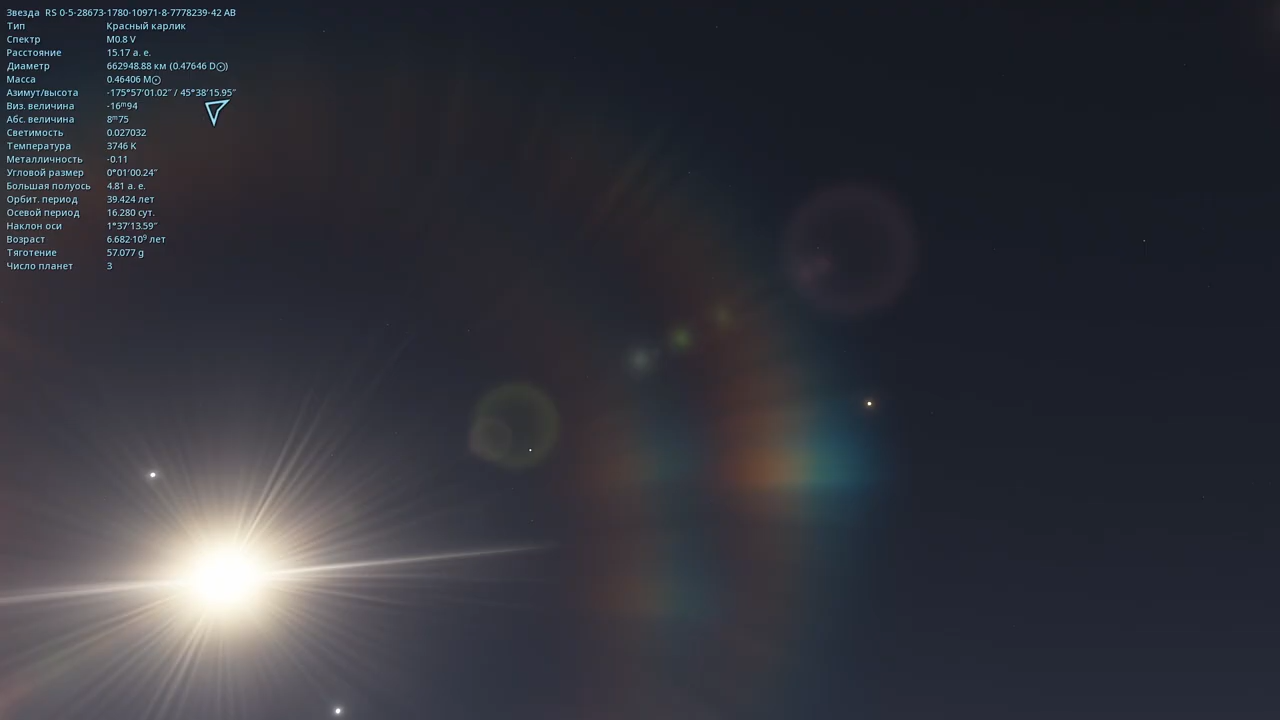 Звезда RS 0-5-28673-1780-10971-8-7778239-42 AB
Тип Красный карлик
Спектр M0.8 V
Расстояние 15.17 а. е.
Диаметр 662948.88 км (0.47646 D☉)
Масса 0.46406 M☉
Азимут/высота -175°57′01.02″ / 45°38′15.95″
Виз. величина -16ᵐ94
Абс. величина 8ᵐ75
Светимость 0.027032
Температура 3746 K
Металличность -0.11
Угловой размер 0°01′00.24″
Большая полуось 4.81 а. е.
Орбит. период 39.424 лет
Осевой период 16.280 сут.
Наклон оси 1°37′13.59″
Возраст 6.682·10⁹ лет
Тяготение 57.077 g
Число планет 3